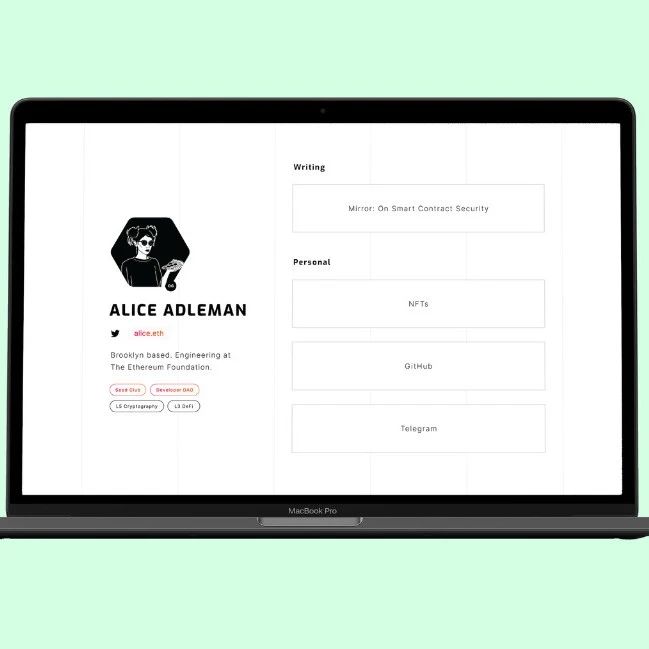 ALICE ADLEMAN
alice.eth
Brooklyn based. Engineering at
The Ethereum Foundation.
Seed Club Developer DAO
L5 Cryptography L3 DeFi
Writing
Mirror: On Smart Contract Security
Personal
NFTs
GitHub
Telegram
MacBook Pro